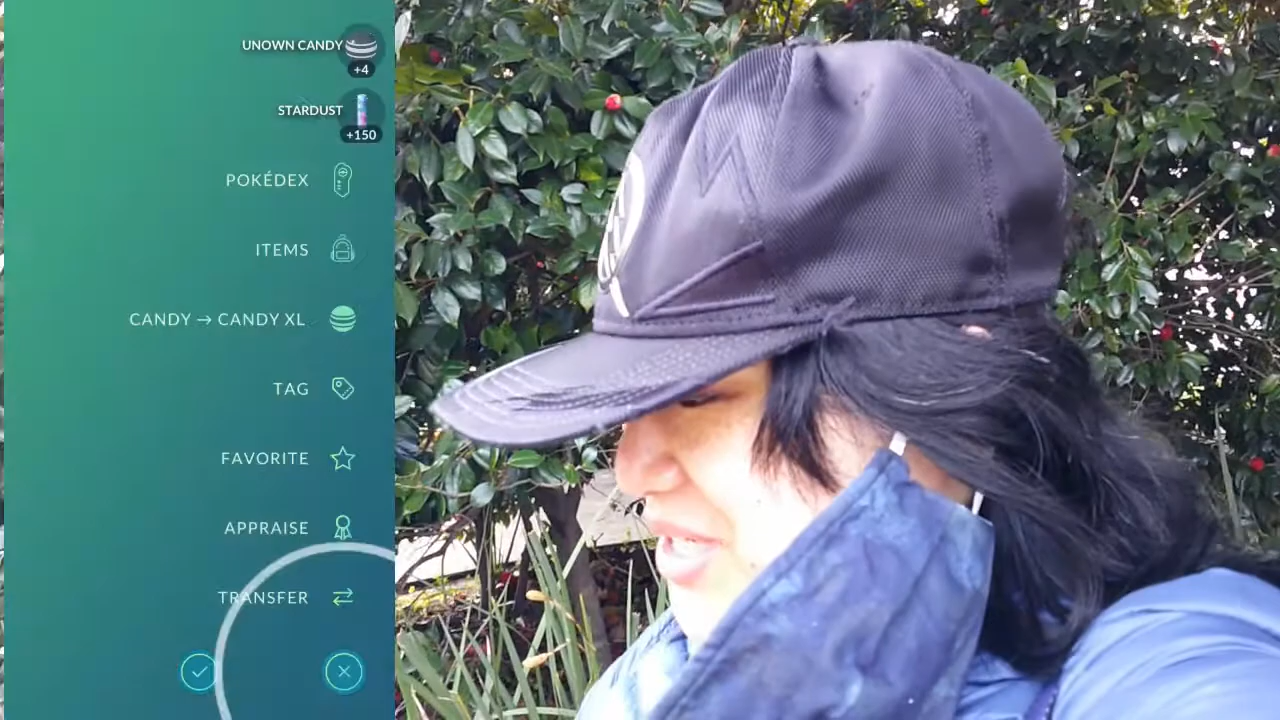 UNOWN CANDY
+4
STARDUST
+150
POKÉDEX
ITEMS
CANDY → CANDY XL
TAG
FAVORITE
APPRAISE
TRANSFER